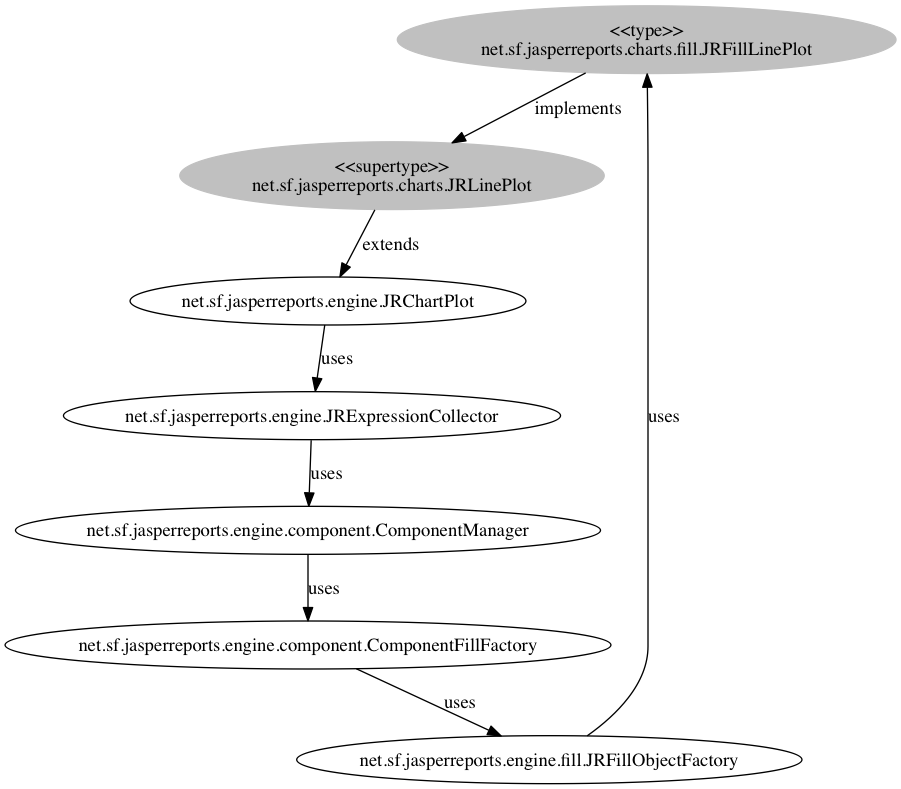 <<type>>
net.sf.jasperreports.charts.fill.JRFillLinePlot
implements
<<supertype>>
net.sf.jasperreports.charts.JRLinePlot
extends
net.sf.jasperreports.engine.JRChartPlot
uses
net.sf.jasperreports.engine.JRExpressionCollector
uses
uses
net.sf.jasperreports.engine.component.ComponentManager
uses
net.sf.jasperreports.engine.component.ComponentFillFactory
uses
net.sf.jasperreports.engine.fill.JRFillObjectFactory